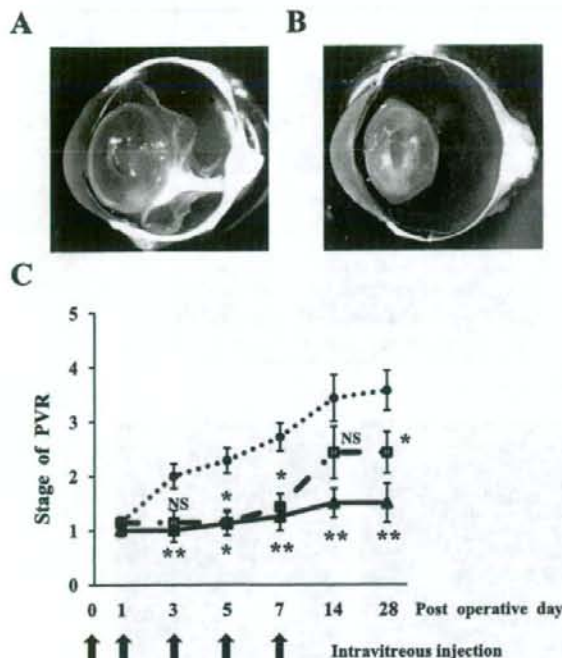 A
B
C
5
4
3
2
1
0
Stage of PVR
NS
NS
*
*
*
**
*
**
**
**
0 1 3 5 7 14 28 Post operative day
Intravitreous injection